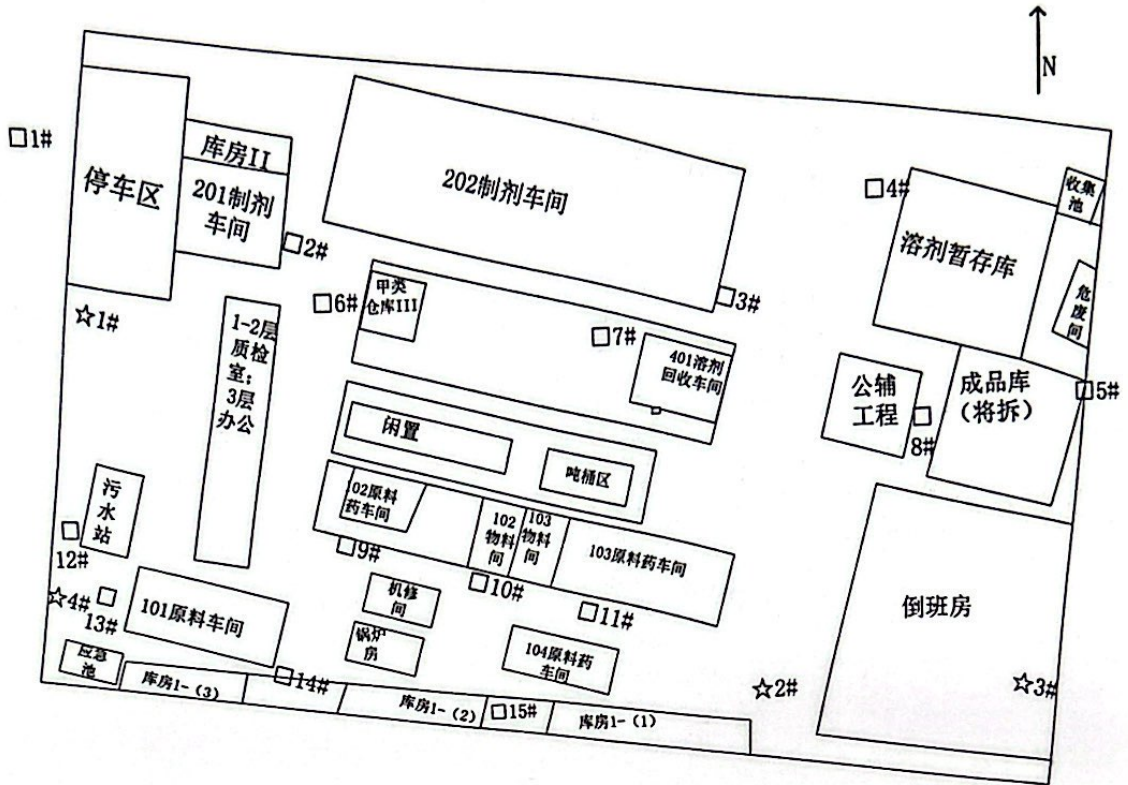 N
□1#
停车区
库房II
201制剂
车间
□2#
202制剂车间
□3#
□4#
收集
池
溶剂暂存库
危废间
☆1#
1-2层
质检
室；
3层
办公
□6#
甲类
仓库III
□7#
401溶剂
回收车间
公辅
工程
□
8#
成品库
（将拆）
□5#
闲置
吨桶区
污水站
□
12#
102原料
药车间
102
物料
间
103
物料
间
103原料药车间
□9#
□10#
□11#
☆4#
□
13#
101原料车间
机修
间
锅炉
房
104原料药
车间
倒班房
应急
池
库房1-（3）
□14#
库房1-（2）
□15#
库房1-（1）
☆2#
☆3#